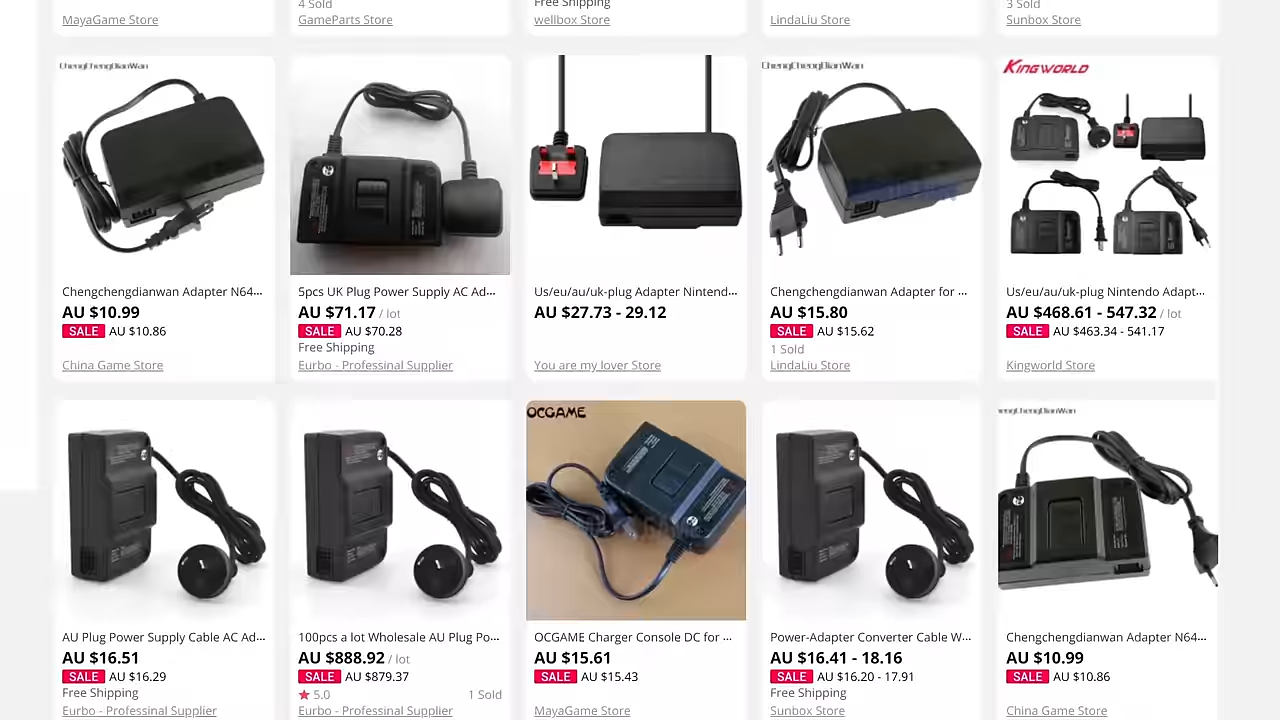 4 Sold
Free Shipping
3 Sold
MayaGame Store
GameParts Store
wellbox Store
LindaLiu Store
Sunbox Store
ChengChengDianWan
ChengChengDianWan
KINGWORLD
Chengchengdianwan Adapter N64...
5pcs UK Plug Power Supply AC Ad...
Us/eu/au/uk-plug Adapter Nintend...
Chengchengdianwan Adapter for ...
Us/eu/au/uk-plug Nintendo Adapt...
AU $10.99
AU $71.17 / lot
AU $27.73 - 29.12
AU $15.80
AU $468.61 - 547.32 / lot
SALE AU $10.86
SALE AU $70.28
SALE AU $15.62
SALE AU $463.34 - 541.17
Free Shipping
1 Sold
China Game Store
Eurbo - Professinal Supplier
You are my lover Store
LindaLiu Store
Kingworld Store
OCGAME
hengChengDianWan
AU Plug Power Supply Cable AC Ad...
100pcs a lot Wholesale AU Plug Po...
OCGAME Charger Console DC for ...
Power-Adapter Converter Cable W...
Chengchengdianwan Adapter N64...
AU $16.51
AU $888.92 / lot
AU $15.61
AU $16.41 - 18.16
AU $10.99
SALE AU $16.29
SALE AU $879.37
SALE AU $15.43
SALE AU $16.20 - 17.91
SALE AU $10.86
Free Shipping
5.0
1 Sold
Free Shipping
Eurbo - Professinal Supplier
Eurbo - Professinal Supplier
MayaGame Store
Sunbox Store
China Game Store